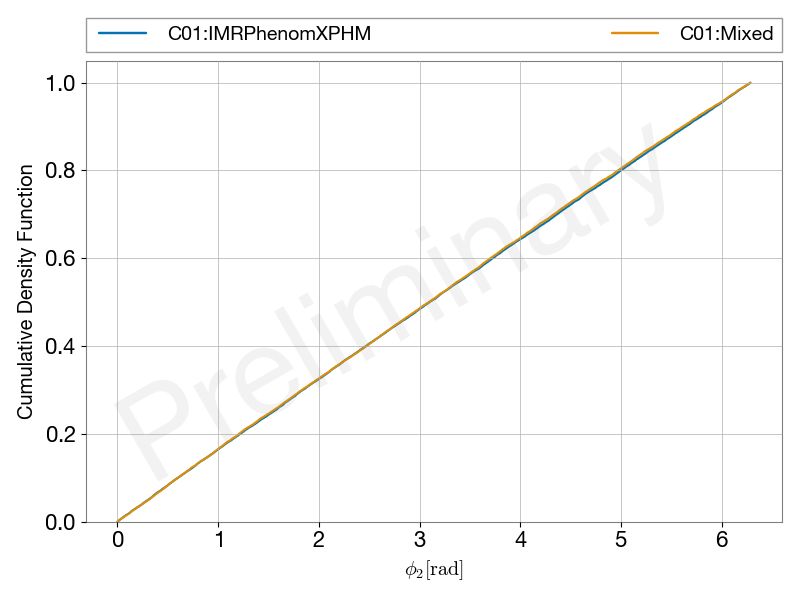 C01:IMRPhenomXPHM C01:Mixed
Cumulative Density Function
1.0
0.8
0.6
0.4
0.2
0.0
Preliminary
0 1 2 3 4 5 6
ϕ₂[rad]